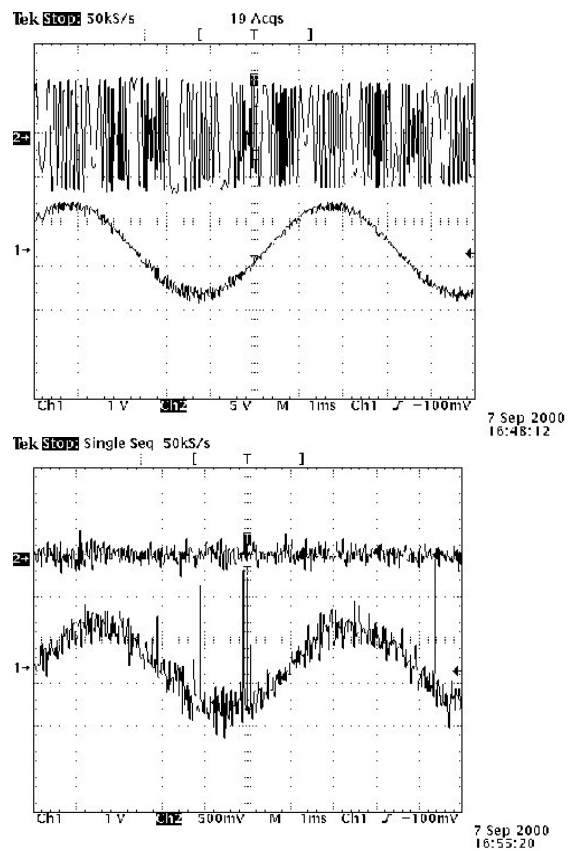 Tek Stop: 50kS/s 19 Acqs
[ T ]
2→
1→
Ch1 1 V Ch2 5 V M 1ms Ch1 ƒ -100mV
7 Sep 2000
16:48:12
Tek Stop: Single Seq 50kS/s
[ T ]
2→
1→
Ch1 1 V Ch2 500mV M 1ms Ch1 ƒ -100mV
7 Sep 2000
16:55:20